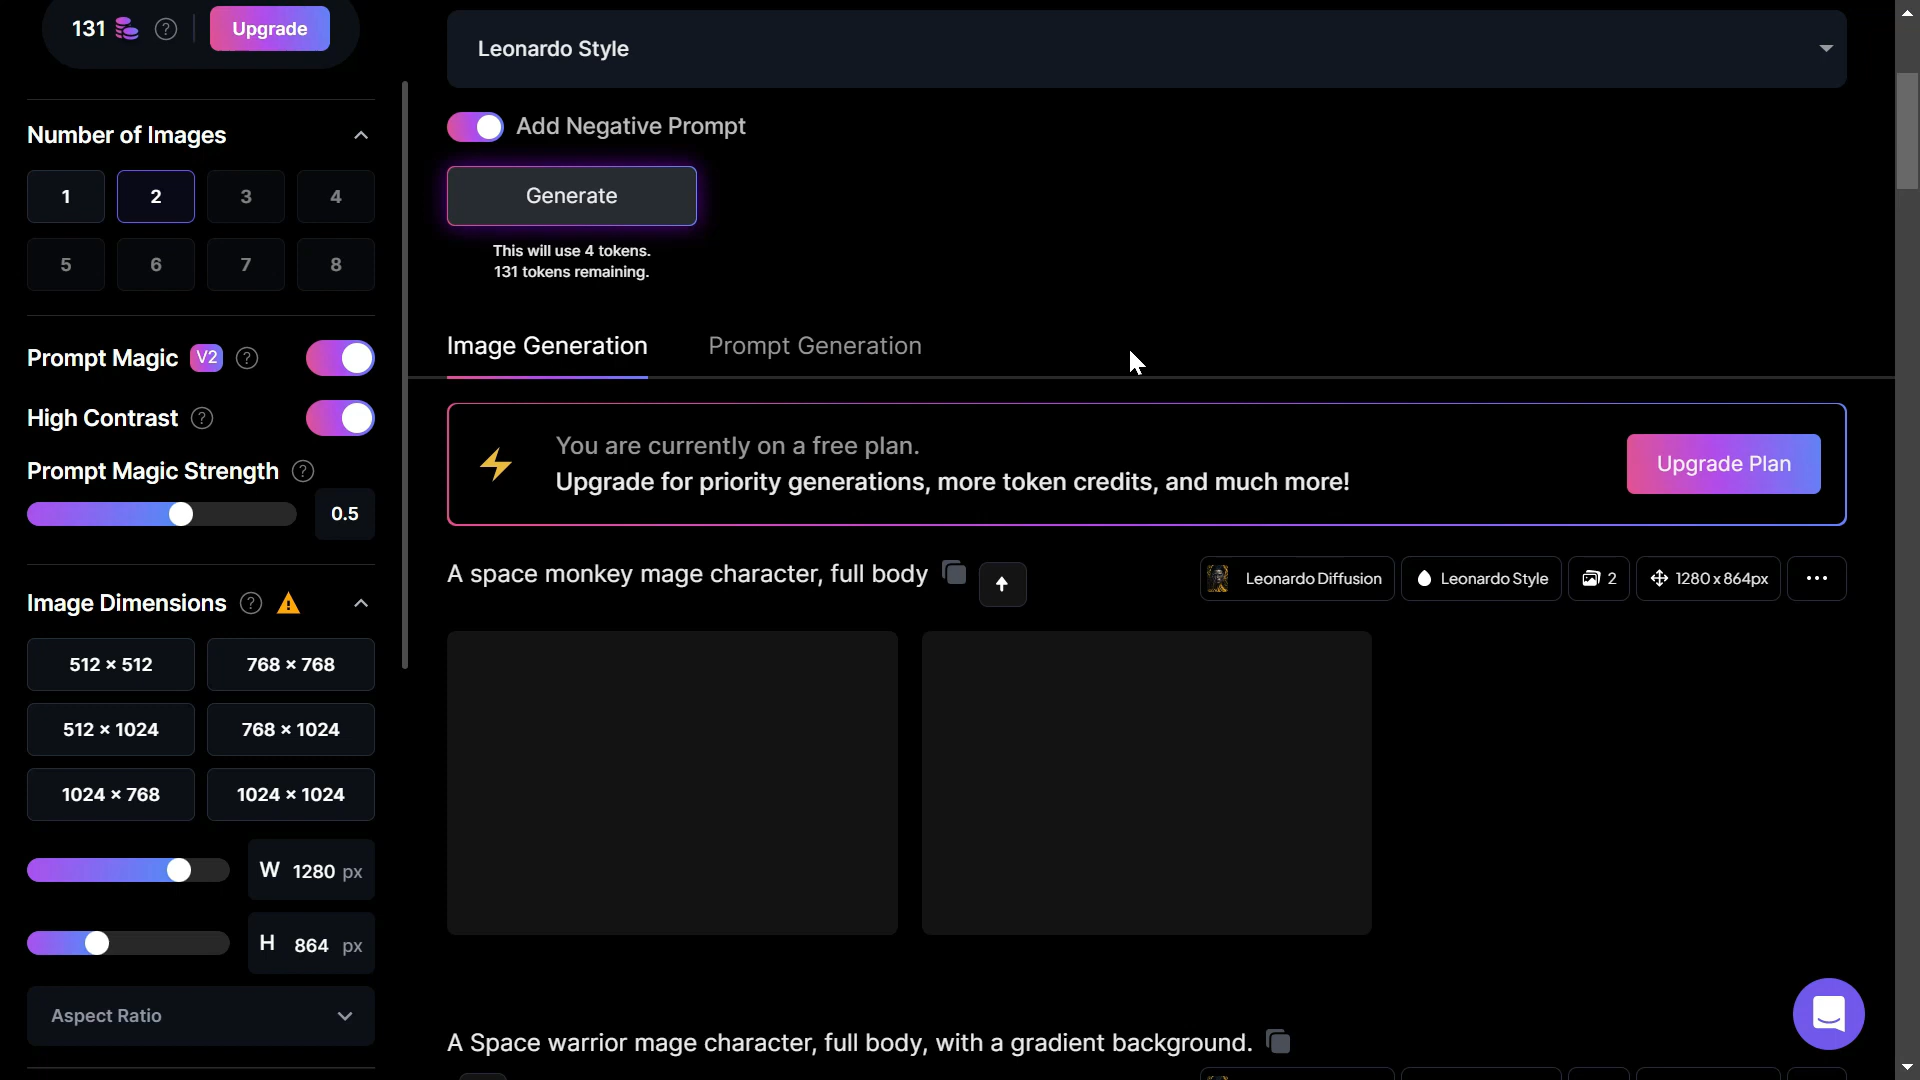 131
Upgrade
Number of Images
1 2 3 4
5 6 7 8
Prompt Magic V2
High Contrast
Prompt Magic Strength
0.5
Image Dimensions
512 × 512 768 × 768
512 × 1024 768 × 1024
1024 × 768 1024 × 1024
W 1280 px
H 864 px
Aspect Ratio
Leonardo Style
Add Negative Prompt
Generate
This will use 4 tokens.
131 tokens remaining.
Image Generation Prompt Generation
You are currently on a free plan.
Upgrade for priority generations, more token credits, and much more!
Upgrade Plan
A space monkey mage character, full body
Leonardo Diffusion Leonardo Style 2 1280 x 864px
A Space warrior mage character, full body, with a gradient background.